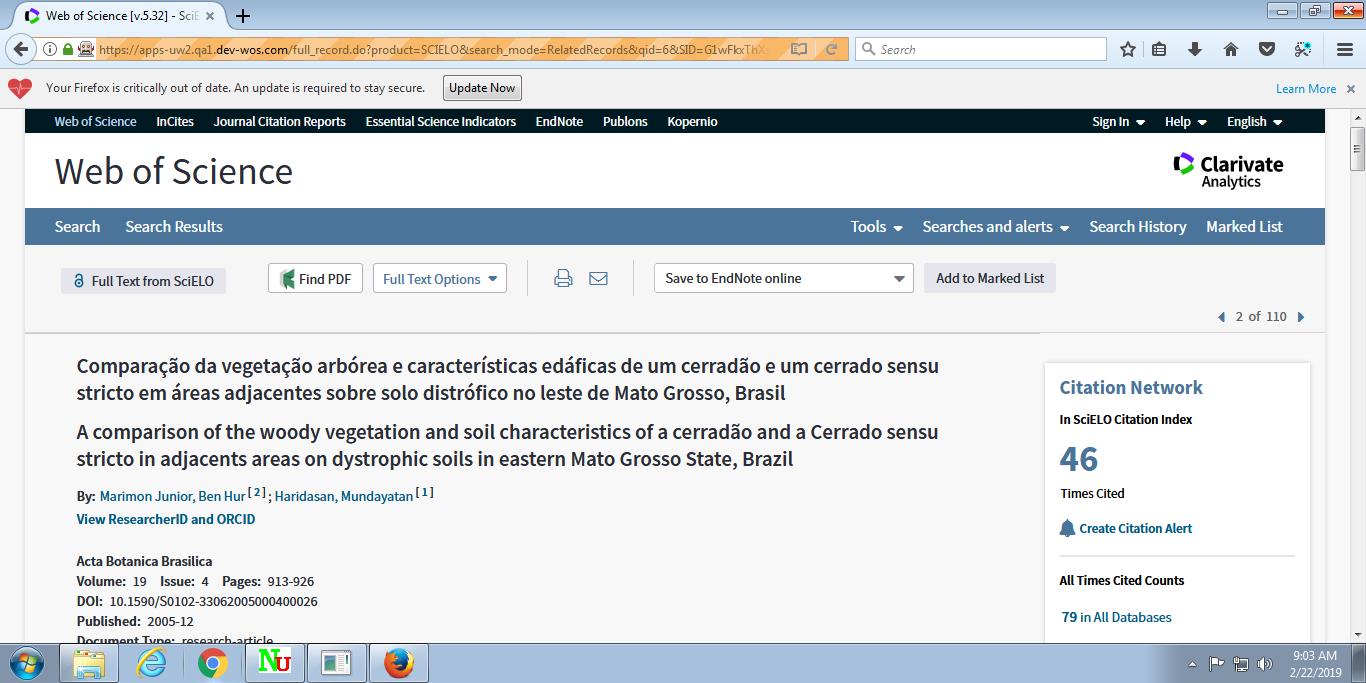 Web of Science [v.5.32] - SciE
https://apps-uw2.qa1.dev-wos.com/full_record.do?product=SCIELO&search_mode=RelatedRecords&qid=6&SID=G1wFkxThX
Search
Your Firefox is critically out of date. An update is required to stay secure.
Update Now
Learn More
Web of Science InCites Journal Citation Reports Essential Science Indicators EndNote Publons Kopernio Sign In Help English
Web of Science
Clarivate
Analytics
Search Search Results Tools Searches and alerts Search History Marked List
Full Text from SciELO Find PDF Full Text Options Save to EndNote online Add to Marked List
2 of 110
Comparação da vegetação arbórea e características edáficas de um cerradão e um cerrado sensu
stricto em áreas adjacentes sobre solo distrófico no leste de Mato Grosso, Brasil
A comparison of the woody vegetation and soil characteristics of a cerradão and a Cerrado sensu
stricto in adjacents areas on dystrophic soils in eastern Mato Grosso State, Brazil
By: Marimon Junior, Ben Hur [2] ; Haridasan, Mundayatan [1]
View ResearcherID and ORCID
Acta Botanica Brasilica
Volume: 19 Issue: 4 Pages: 913-926
DOI: 10.1590/S0102-33062005000400026
Published: 2005-12
Document Type: research-article
Citation Network
In SciELO Citation Index
46
Times Cited
Create Citation Alert
All Times Cited Counts
79 in All Databases
NU
9:03 AM
2/22/2019